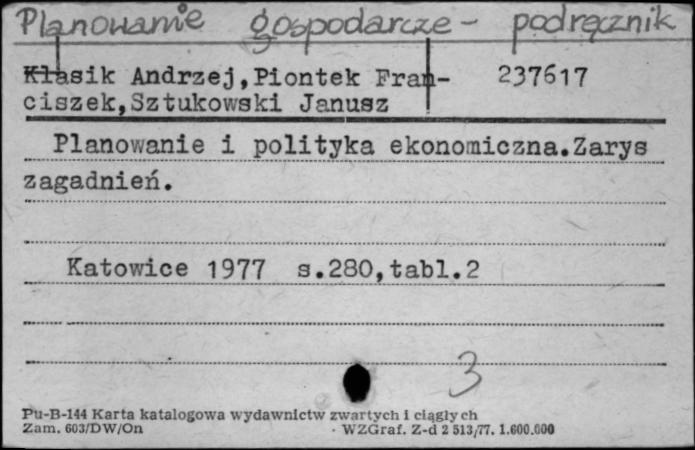 Planowanie gospodarcze - podręcznik
Klasik Andrzej,Piontek Fran- 237617
ciszek,Sztukowski Janusz
Planowanie i polityka ekonomiczna.Zarys
zagadnień.
Katowice 1977 s.280,tabl.2
3
Pu-B-144 Karta katalogowa wydawnictw zwartych i ciągłych
Zam. 603/DW/On WZGraf. Z-d 2 513/77. 1.600.000